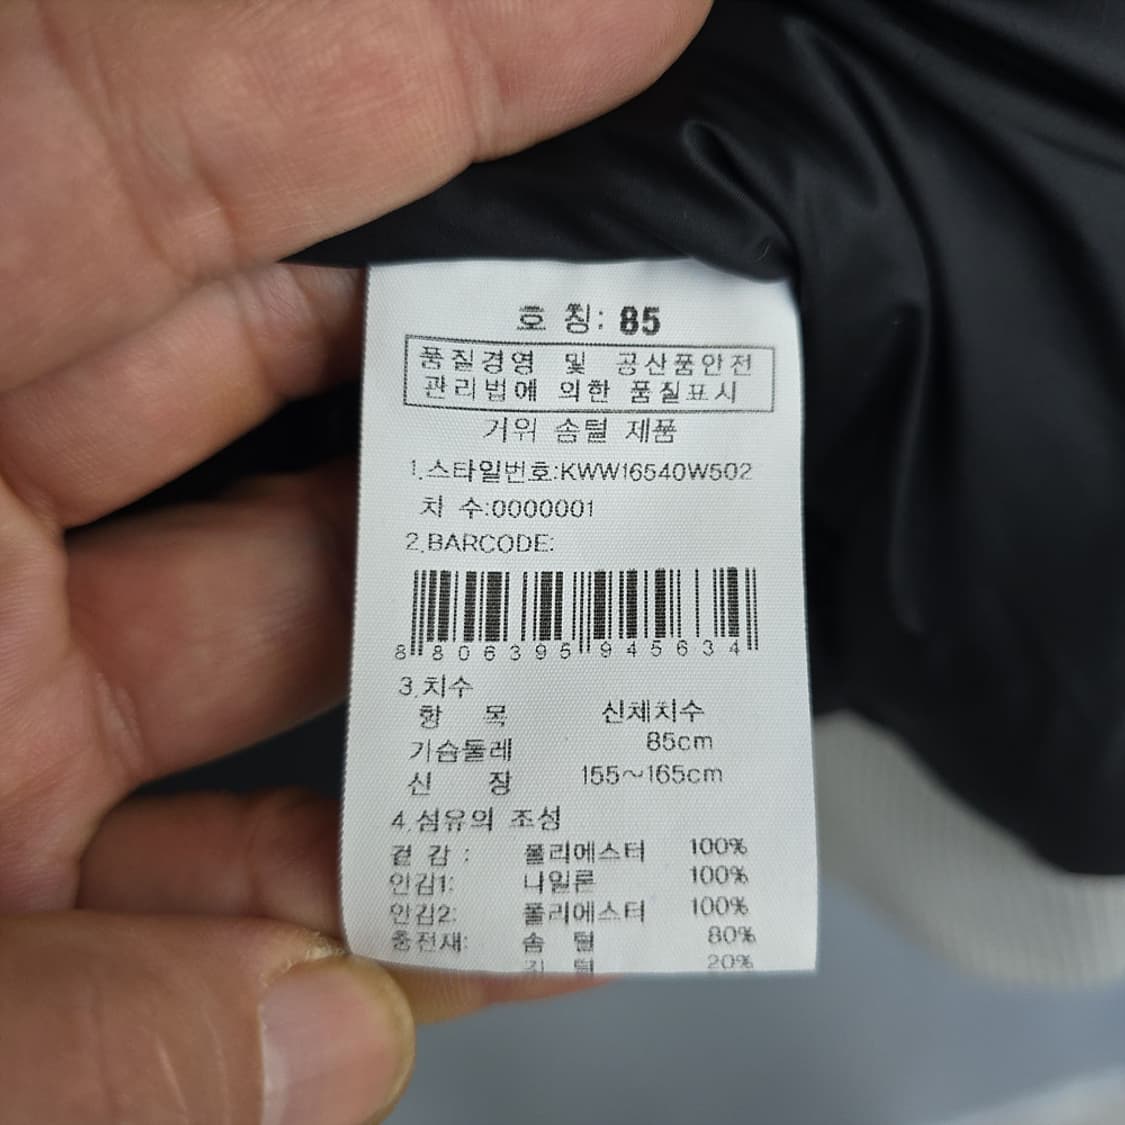 호 칭: 85
품질경영 및 공산품안전
관리법에 의한 품질표시
거위 솜털 제품
1.스타일번호:KWW16540W502
치 수:0000001
2.BARCODE:
8 806395 945634
3.치수
항 목 신체치수
가슴둘레 85cm
신 장 155~165cm
4.섬유의 조성
겉 감 : 폴리에스터 100%
안감1: 나일론 100%
안감2: 폴리에스터 100%
충전재: 솜 털 80%
깃 털 20%